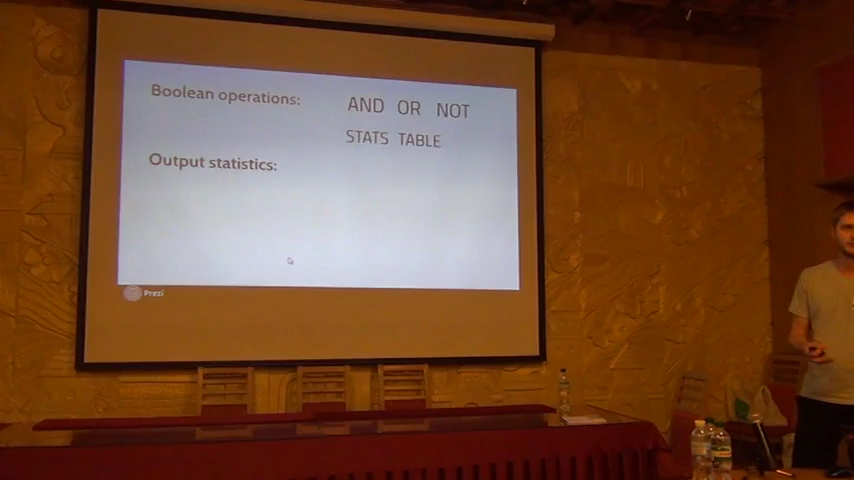 Boolean operations:
AND OR NOT
STATS TABLE
Output statistics:
Prezi